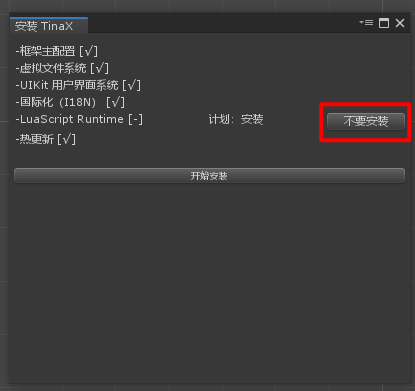 安装 TinaX
-框架主配置 [√]
-虚拟文件系统 [√]
-UIKit 用户界面系统 [√]
-国际化（I18N） [√]
-LuaScript Runtime [-] 计划：安装 不要安装
-热更新 [√]
开始安装